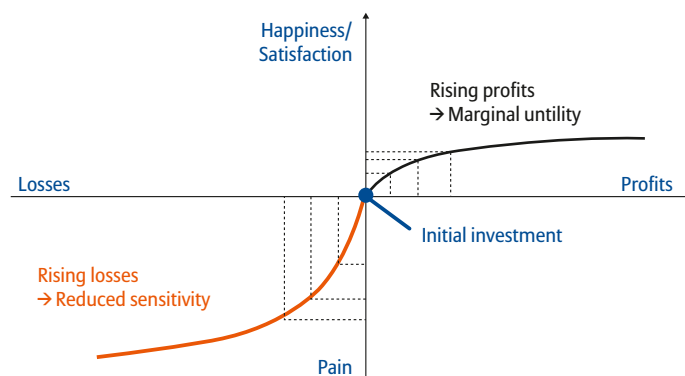 Happiness/
Satisfaction
Rising profits
→ Marginal untility
Losses
Profits
Initial investment
Rising losses
→ Reduced sensitivity
Pain